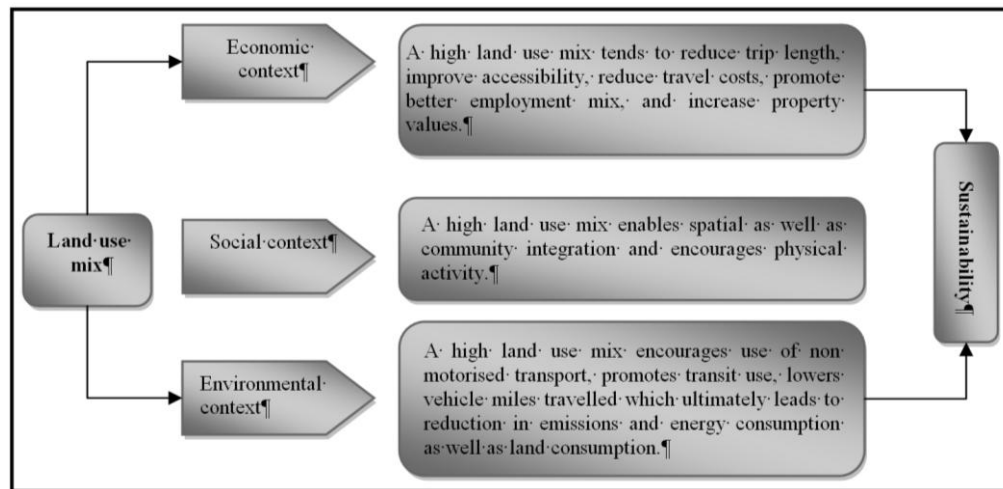 Economic·
context¶
A· high· land· use· mix· tends· to· reduce· trip· length,·
improve· accessibility,· reduce· travel· costs,· promote·
better· employment· mix,· and· increase· property·
values.¶
Land·use·
mix¶
Social·context¶
A· high· land· use· mix· enables· spatial· as· well· as·
community· integration· and· encourages· physical·
activity.¶
Environmental·
context¶
A· high· land· use· mix· encourages· use· of· non·
motorised· transport,· promotes· transit· use,· lowers·
vehicle· miles· travelled· which· ultimately· leads· to·
reduction· in· emissions· and· energy· consumption·
as·well·as·land·consumption.¶
Sustainability¶